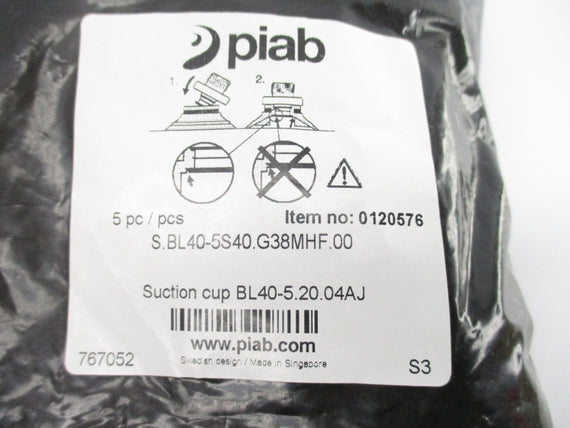 piab
1. 2.
5 pc / pcs Item no: 0120576
S.BL40-5S40.G38MHF.00
Suction cup BL40-5.20.04AJ
www.piab.com
767052 Swedish design / Made in Singapore S3